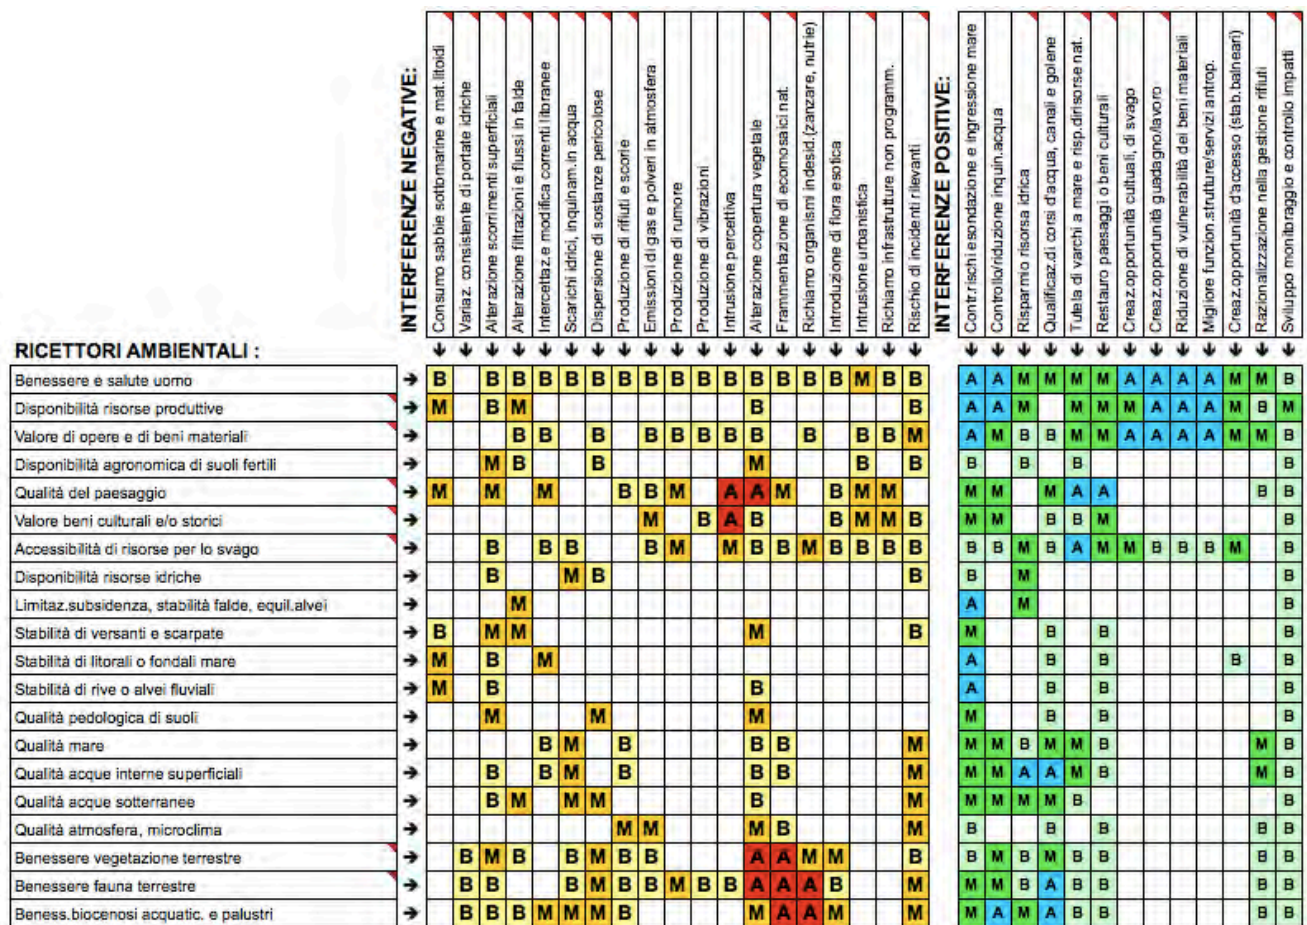 INTERFERENZE NEGATIVE:
Consumo sabbie sottomarine e mat.litoidi
Variaz. consistente di portate idriche
Alterazione scorrimenti superficiali
Alterazione filtrazioni e flussi in falde
Intercettaz.e modifica correnti litoranee
Scarichi idrici, inquinam.in acqua
Dispersione di sostanze pericolose
Produzione di rifiuti e scorie
Emissioni di gas e polveri in atmosfera
Produzione di rumore
Produzione di vibrazioni
Intrusione percettiva
Alterazione copertura vegetale
Frammentazione di ecomosaici nat.
Richiamo organismi indesid.(zanzare, nutrie)
Introduzione di flora esotica
Intrusione urbanistica
Richiamo infrastrutture non programm.
Rischio di incidenti rilevanti
INTERFERENZE POSITIVE:
Contr.rischi esondazione e ingressione mare
Controllo/riduzione inquin.acqua
Risparmio risorsa idrica
Qualificaz.di corsi d'acqua, canali e golene
Tutela di varchi a mare e risp.dirisorse nat.
Restauro paesaggi o beni culturali
Creaz.opportunità culturali, di svago
Creaz.opportunità guadagno/lavoro
Riduzione di vulnerabilità dei beni materiali
Migliore funzion.strutture/servizi antrop.
Creaz.opportunità d'accesso (stab.balneari)
Razionalizzazione nella gestione rifiuti
Sviluppo monitoraggio e controllo impatti
RICETTORI AMBIENTALI :
Benessere e salute uomo B B B B B B B B B B B B B B B M B B A A M M M M A A A A M M B
Disponibilità risorse produttive M B M B B A A M M M M A A A M B M
Valore di opere e di beni materiali B B B B B B B B B B B M A M B B M M A A A A M M B
Disponibilità agronomica di suoli fertili M B B M B B B B B B
Qualità del paesaggio M M M B B M A A M B M M M M M A A B B
Valore beni culturali e/o storici M B A B B M M B M M B B M B
Accessibilità di risorse per lo svago B B B B M M B B M B B B B B B M B A M M B B B M B
Disponibilità risorse idriche B M B B B M B
Limitaz.subsidenza, stabilità falde, equil.alvei M A M B
Stabilità di versanti e scarpate B M M M B M B B B
Stabilità di litorali o fondali mare M B M A B B B B
Stabilità di rive o alvei fluviali M B B A B B B
Qualità pedologica di suoli M M M M B B B
Qualità mare B M B B B M M M B M M B M B
Qualità acque interne superficiali B B M B B B M M M A A M B M B
Qualità acque sotterranee B M M M B M M M M M B B
Qualità atmosfera, microclima M M M B M B B B B B
Benessere vegetazione terrestre B M B B M B B A A M M B B M B M B B B B
Benessere fauna terrestre B B B M B B M B B A A A B M M M B A B B B B
Beness.biocenosi acquatic. e palustri B B B M M M B M A A M M M A M A B B B B